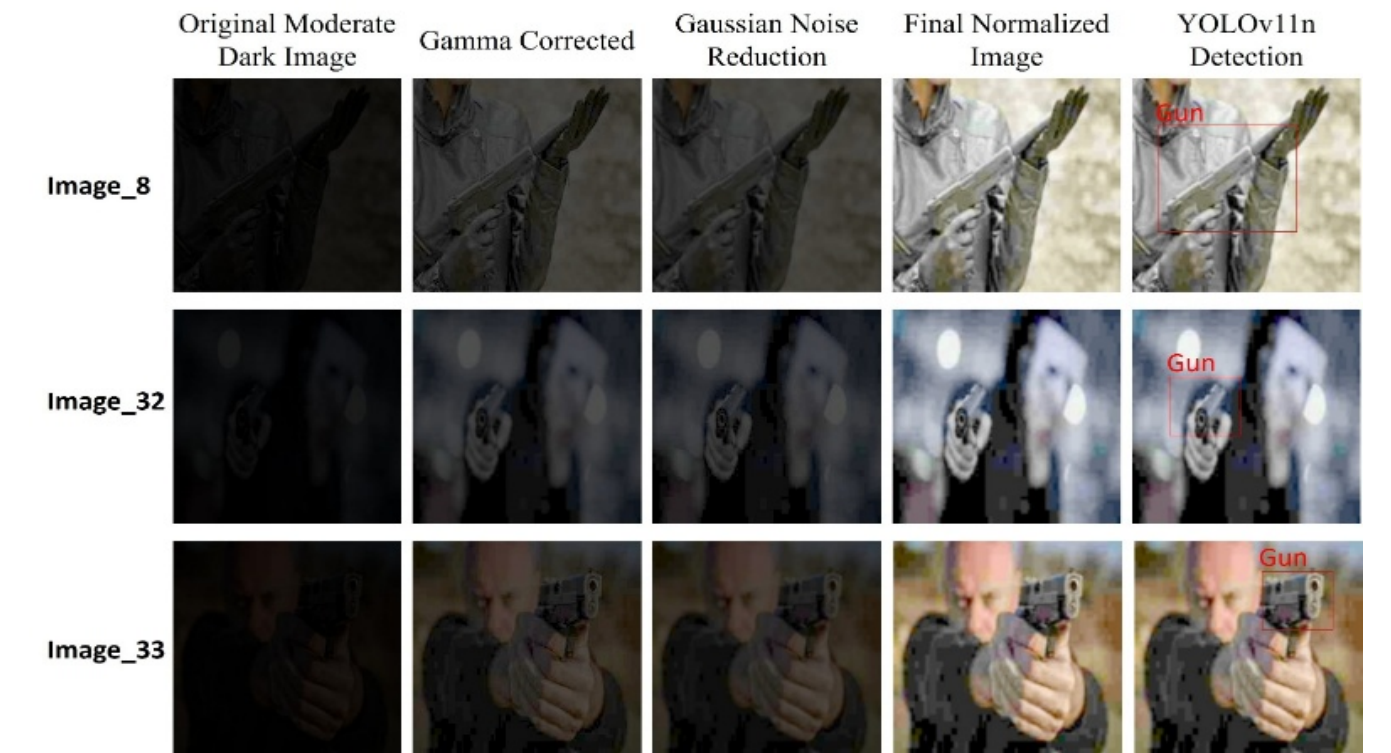 Original Moderate
Dark Image
Gamma Corrected
Gaussian Noise
Reduction
Final Normalized
Image
YOLOv11n
Detection
Image_8
Gun
Image_32
Gun
Image_33
Gun